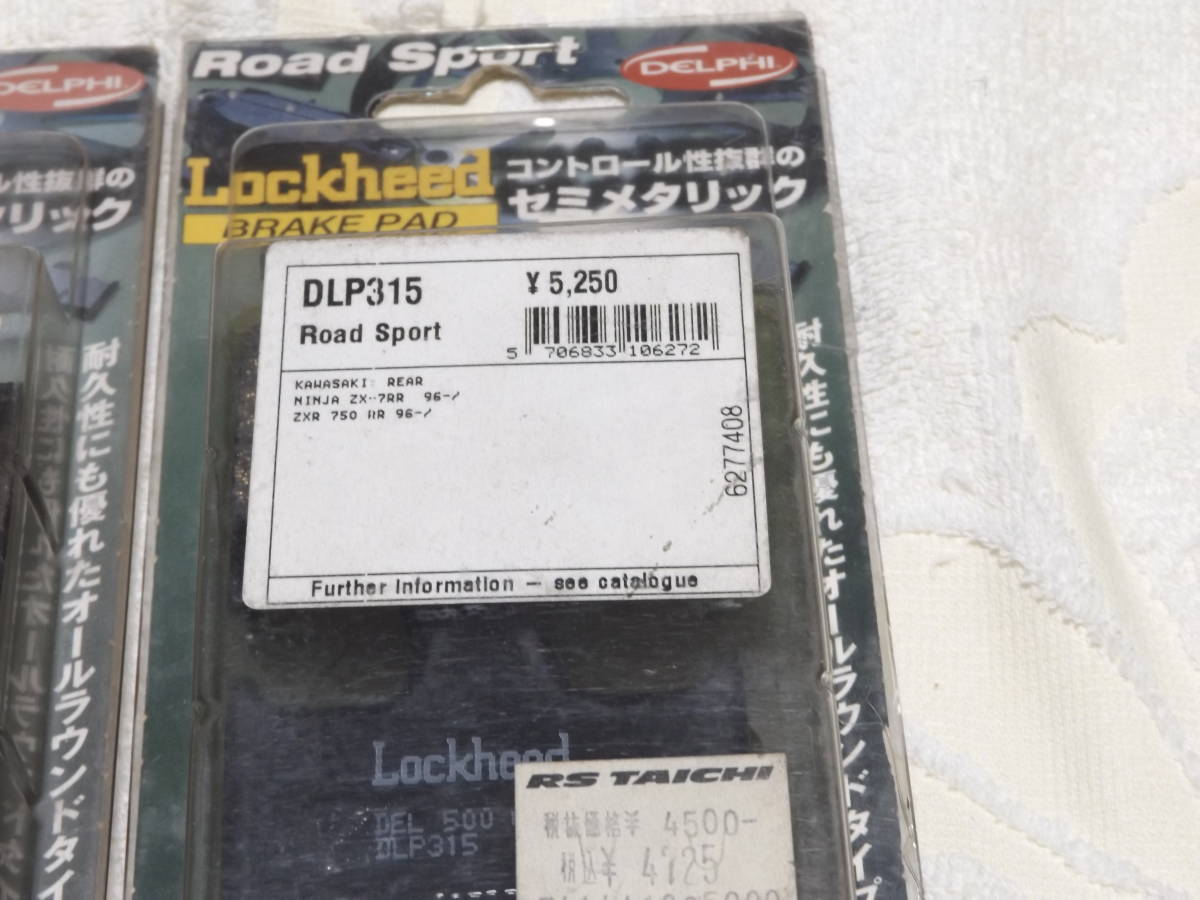 DELPHI
ル性抜群の
タリック
耐久性にも優れたオールラウンドタイ
Road Sport
DELPHI
Lockheed
BRAKE PAD
コントロール性抜群の
セミメタリック
DLP315
¥ 5,250
Road Sport
5 706833 106272
KAWASAKI: REAR
NINJA ZX-7RR 96-/
ZXR 750 RR 96-/
6277408
Further information – see catalogue
耐久性にも優れたオールラウンドタイプ
Lockheed
DEL 500
DLP315
RS TAICHI
税抜価格¥ 4500-
税込¥ 4725